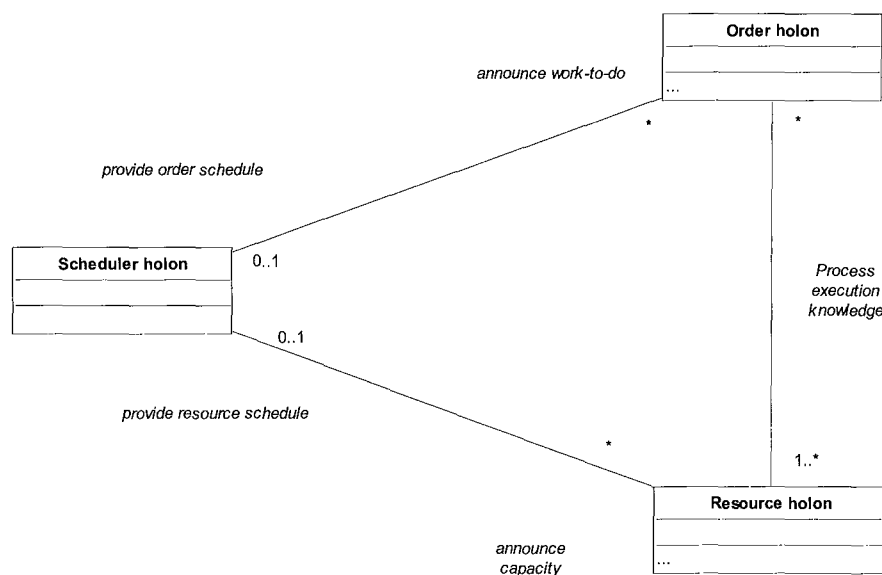 Order holon
...
announce work-to-do
*
*
provide order schedule
Scheduler holon
0..1
Process
execution
knowledge
0..1
provide resource schedule
*
1..*
Resource holon
...
announce
capacity